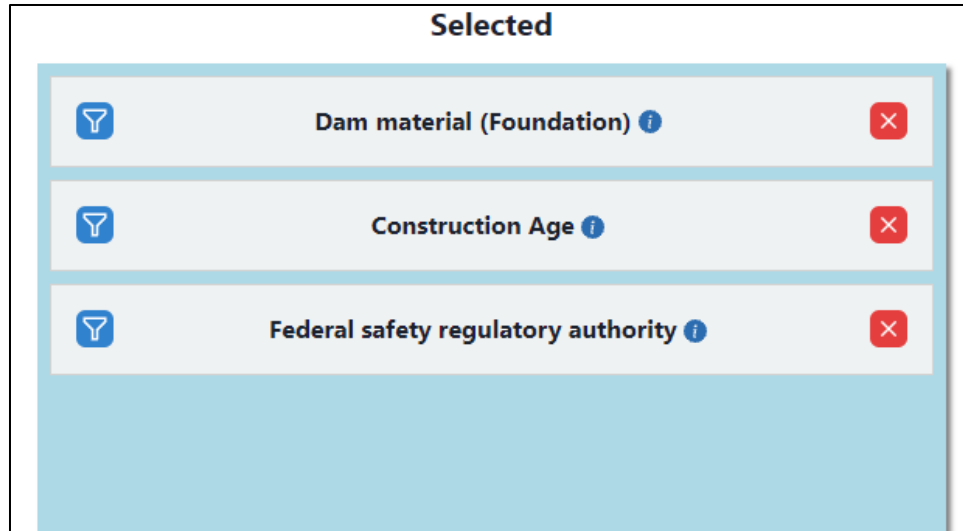 Selected
Dam material (Foundation) i
Construction Age i
Federal safety regulatory authority i